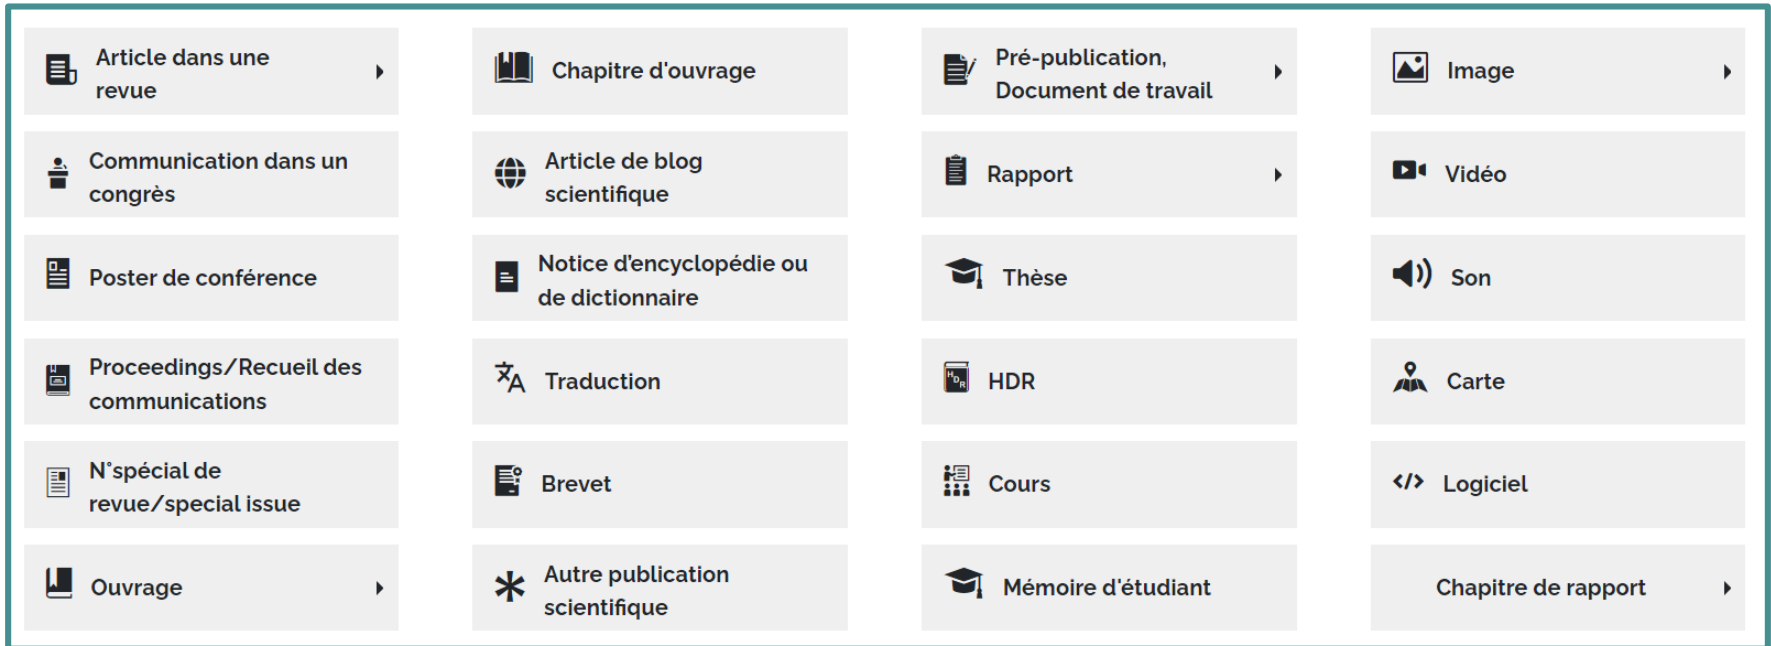 Article dans une
revue
Chapitre d'ouvrage
Pré-publication,
Document de travail
Image
Communication dans un
congrès
Article de blog
scientifique
Rapport
Vidéo
Poster de conférence
Notice d’encyclopédie ou
de dictionnaire
Thèse
Son
Proceedings/Recueil des
communications
Traduction
HDR
HDR
Carte
N°spécial de
revue/special issue
Brevet
Cours
</> Logiciel
Ouvrage
Autre publication
scientifique
Mémoire d'étudiant
Chapitre de rapport